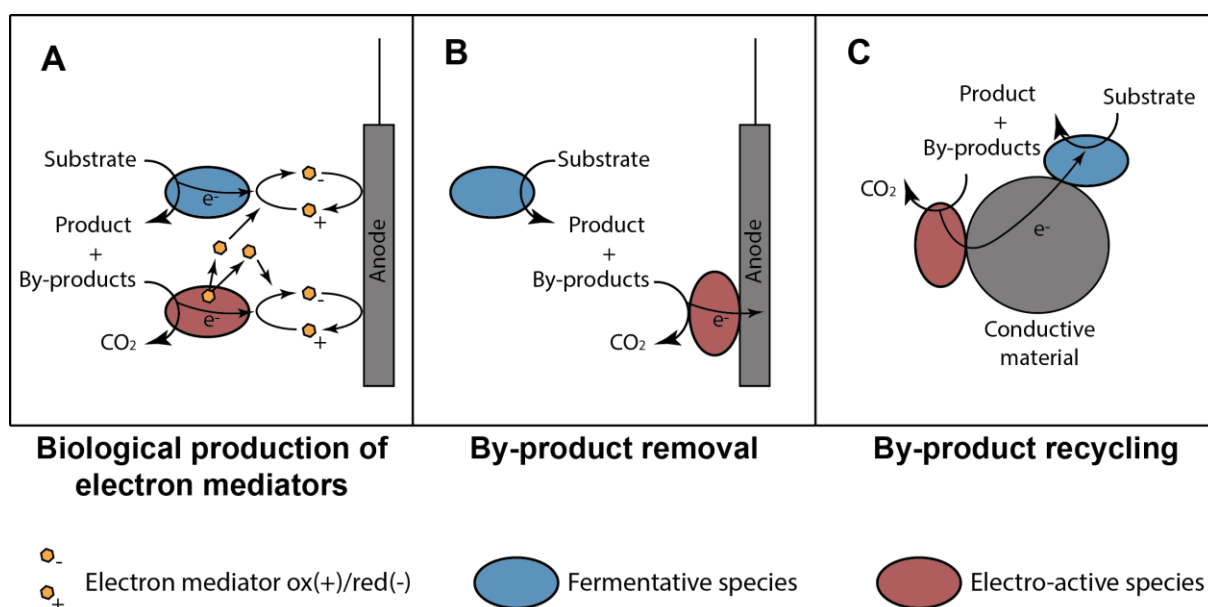 A
Substrate
e-
-
+
Product
+
By-products
e-
-
+
CO2
Anode
B
Substrate
Product
+
By-products
e-
CO2
Anode
C
Product
+
By-products
Substrate
CO2
e-
Conductive
material
Biological production of
electron mediators
By-product removal
By-product recycling
-
+
Electron mediator ox(+)/red(-)
Fermentative species
Electro-active species